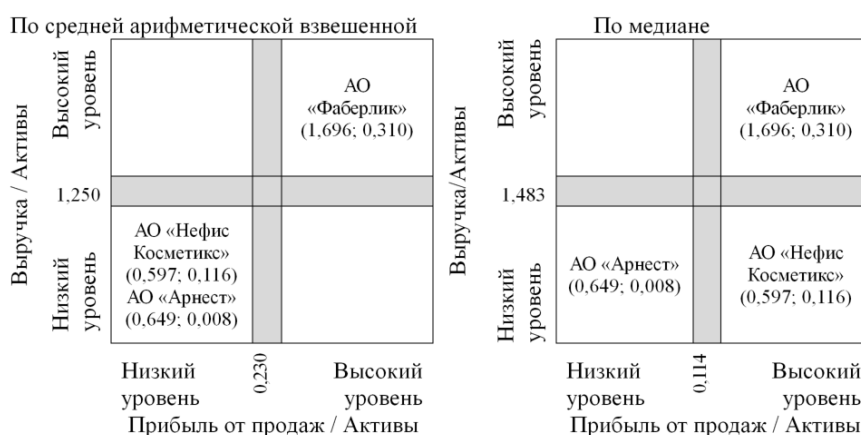 По средней арифметической взвешенной
Выручка / Активы
Высокий
уровень
Низкий
уровень
1,250
АО
«Фаберлик»
(1,696; 0,310)
АО «Нефис
Косметикс»
(0,597; 0,116)
АО «Арнест»
(0,649; 0,008)
Низкий
уровень
0,230
Высокий
уровень
Прибыль от продаж / Активы
По медиане
Выручка/Активы
Высокий
уровень
Низкий
уровень
1,483
АО
«Фаберлик»
(1,696; 0,310)
АО «Арнест»
(0,649; 0,008)
АО «Нефис
Косметикс»
(0,597; 0,116)
Низкий
уровень
0,114
Высокий
уровень
Прибыль от продаж / Активы